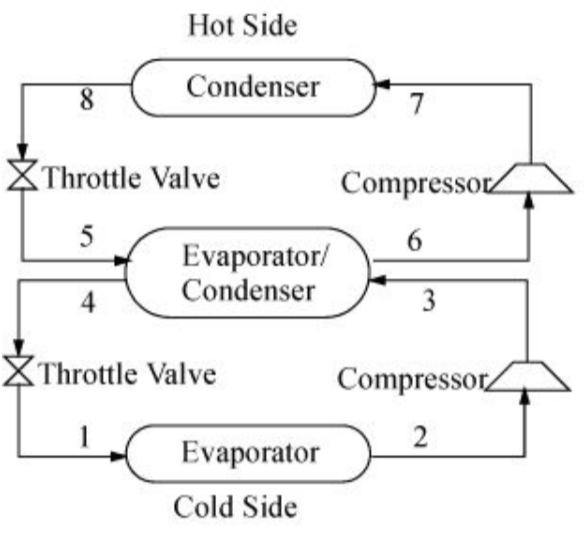 Hot Side
Condenser
8
7
Throttle Valve
Compressor
5
Evaporator/
Condenser
6
4
3
Throttle Valve
Compressor
1
Evaporator
2
Cold Side